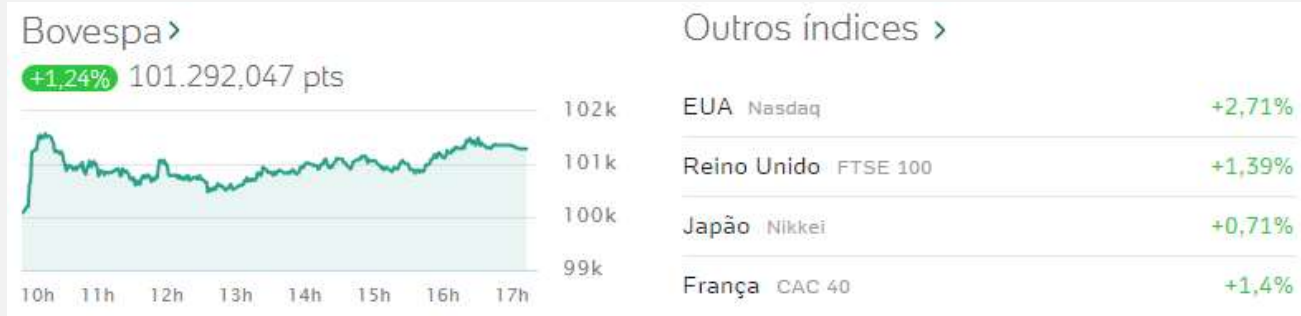 Bovespa >
+1,24% 101.292,047 pts
102k
101k
100k
99k
10h 11h 12h 13h 14h 15h 16h 17h
Outros índices >
EUA Nasdaq +2,71%
Reino Unido FTSE 100 +1,39%
Japão Nikkei +0,71%
França CAC 40 +1,4%